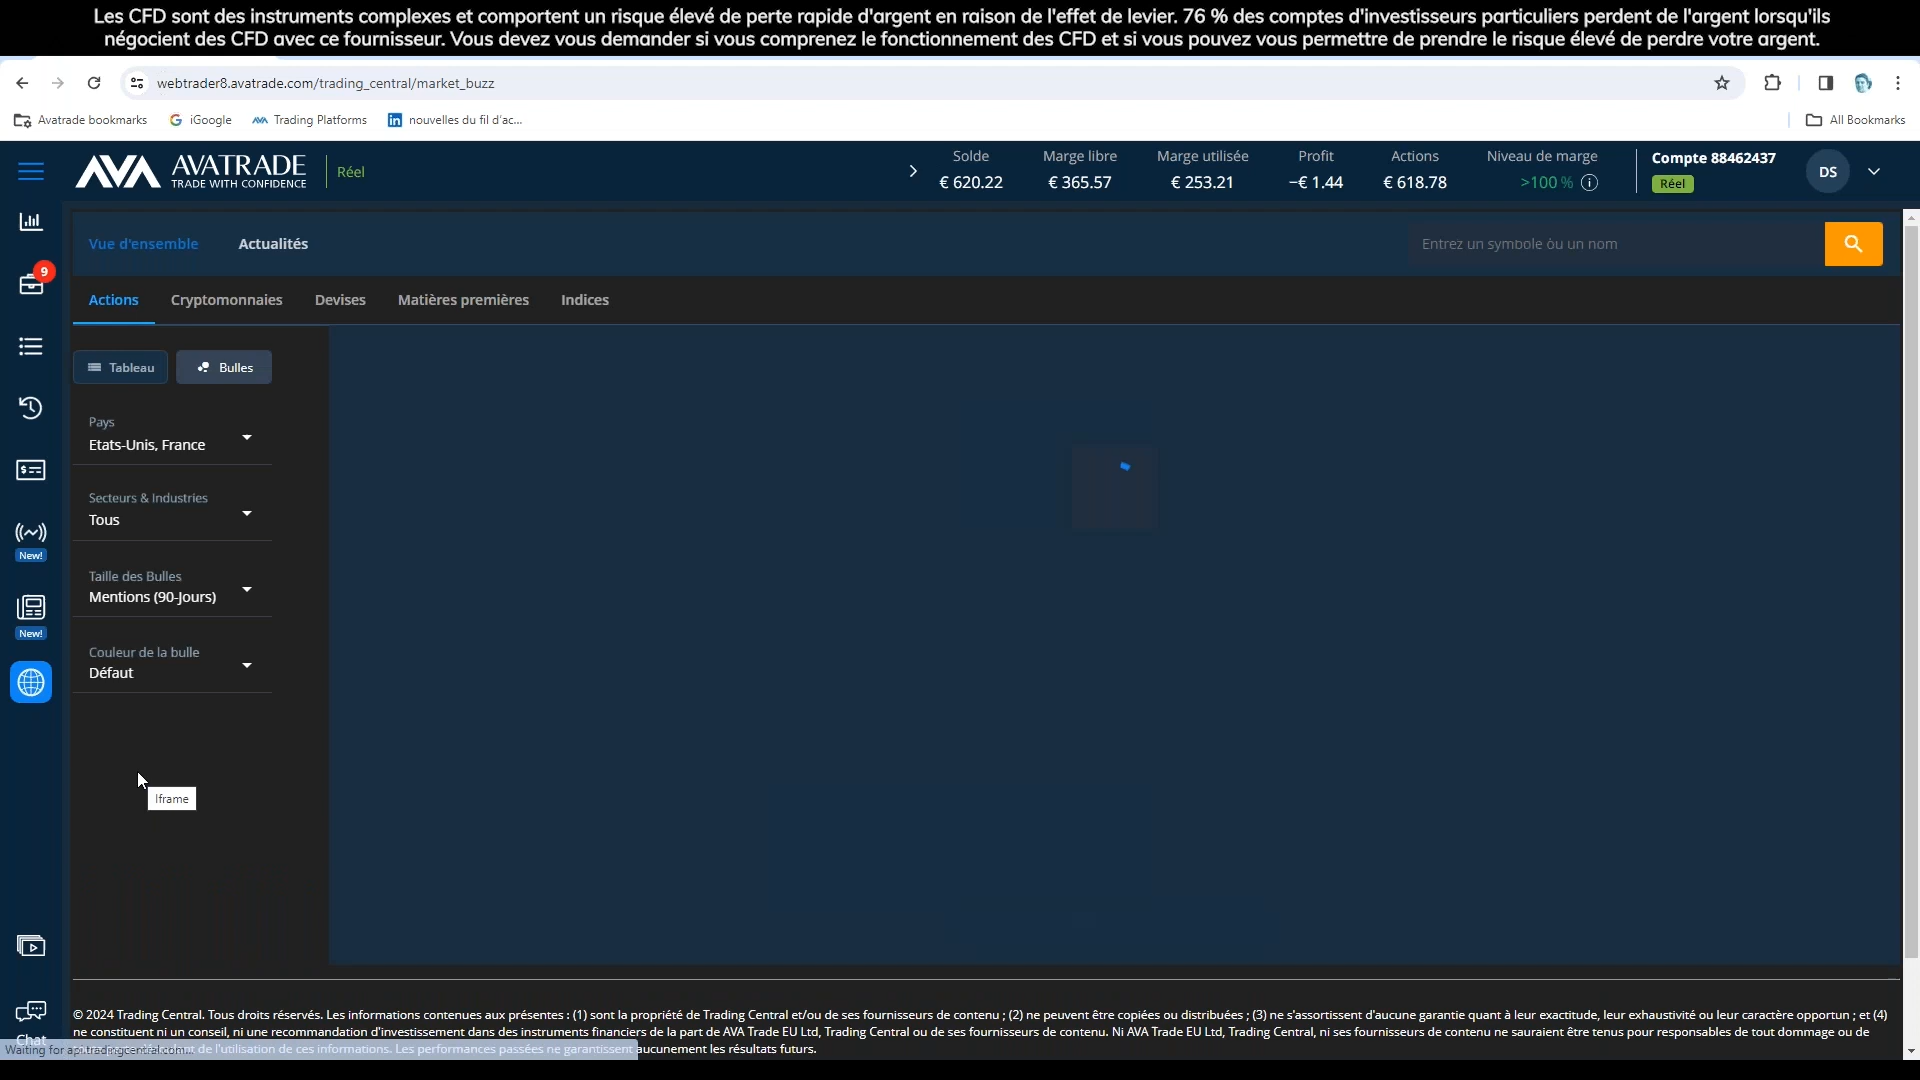 Les CFD sont des instruments complexes et comportent un risque élevé de perte rapide d'argent en raison de l'effet de levier. 76 % des comptes d'investisseurs particuliers perdent de l'argent lorsqu'ils
négocient des CFD avec ce fournisseur. Vous devez vous demander si vous comprenez le fonctionnement des CFD et si vous pouvez vous permettre de prendre le risque élevé de perdre votre argent.
webtrader8.avatrade.com/trading_central/market_buzz
Avatrade bookmarks iGoogle Trading Platforms nouvelles du fil d'ac... All Bookmarks
AVA AVATRADE
TRADE WITH CONFIDENCE
Réel
Solde Marge libre Marge utilisée Profit Actions Niveau de marge
€ 620.22 € 365.57 € 253.21 −€ 1.44 € 618.78 >100 %
Compte 88462437
Réel
DS
9
Vue d'ensemble Actualités Entrez un symbole òu un nom
Actions Cryptomonnaies Devises Matières premières Indices
Tableau Bulles
Pays
Etats-Unis, France
Secteurs & Industries
Tous
New!
Taille des Bulles
Mentions (90-Jours)
New!
Couleur de la bulle
Défaut
Iframe
© 2024 Trading Central. Tous droits réservés. Les informations contenues aux présentes : (1) sont la propriété de Trading Central et/ou de ses fournisseurs de contenu ; (2) ne peuvent être copiées ou distribuées ; (3) ne s'assortissent d'aucune garantie quant à leur exactitude, leur exhaustivité ou leur caractère opportun ; et (4)
ne constituent ni un conseil, ni une recommandation d'investissement dans des instruments financiers de la part de AVA Trade EU Ltd, Trading Central ou de ses fournisseurs de contenu. Ni AVA Trade EU Ltd, Trading Central, ni ses fournisseurs de contenu ne sauraient être tenus pour responsables de tout dommage ou de
Chat
Waiting for de l'utilisation de ces informations. Les performances passées ne garantissent aucunement les résultats futurs.